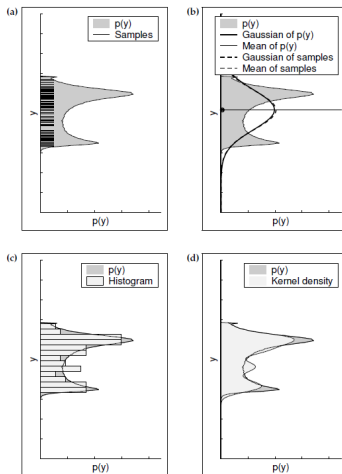 (a)
p(y)
Samples
y
p(y)
(b)
p(y)
Gaussian of p(y)
Mean of p(y)
Gaussian of samples
Mean of samples
y
p(y)
(c)
p(y)
Histogram
y
p(y)
(d)
p(y)
Kernel density
y
p(y)